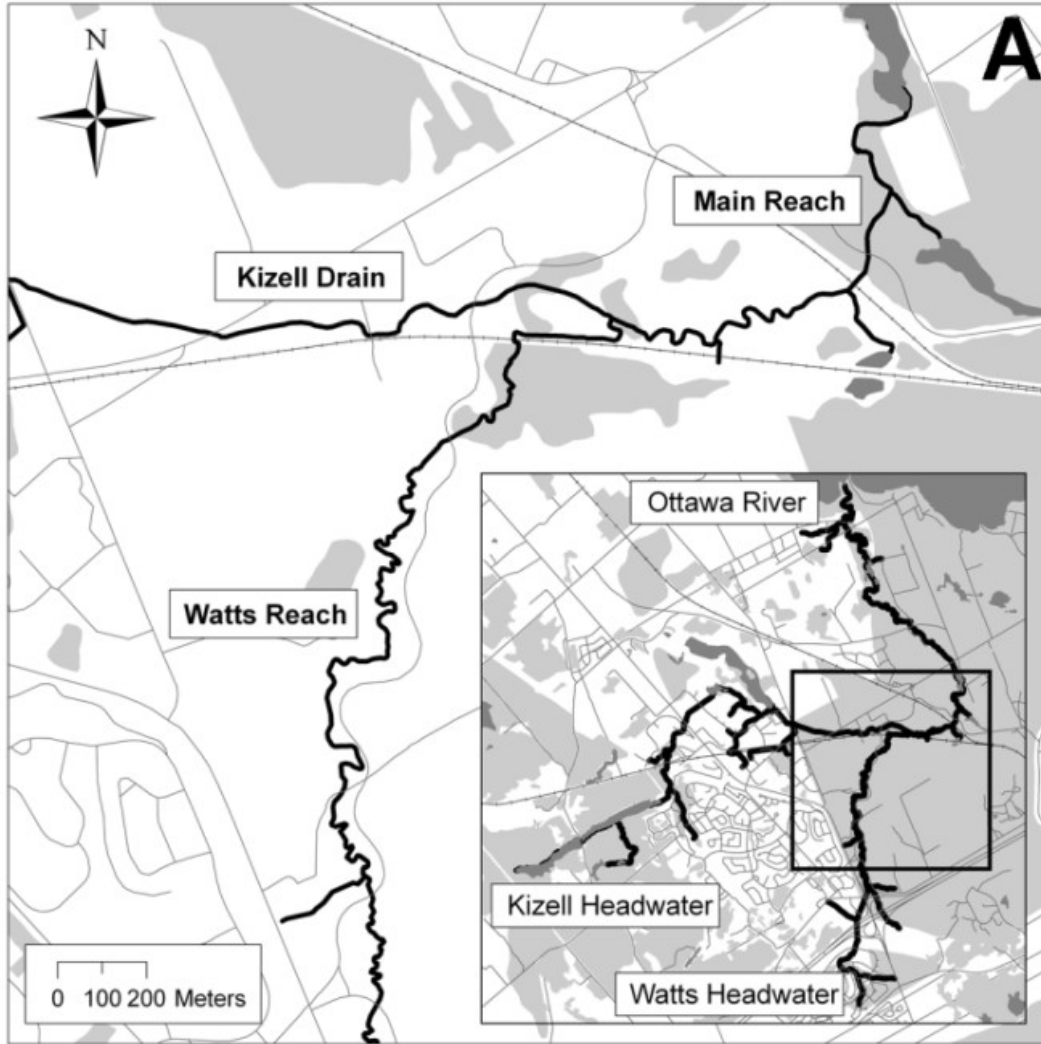 N
A
Main Reach
Kizell Drain
Watts Reach
Ottawa River
Kizell Headwater
Watts Headwater
0 100 200 Meters